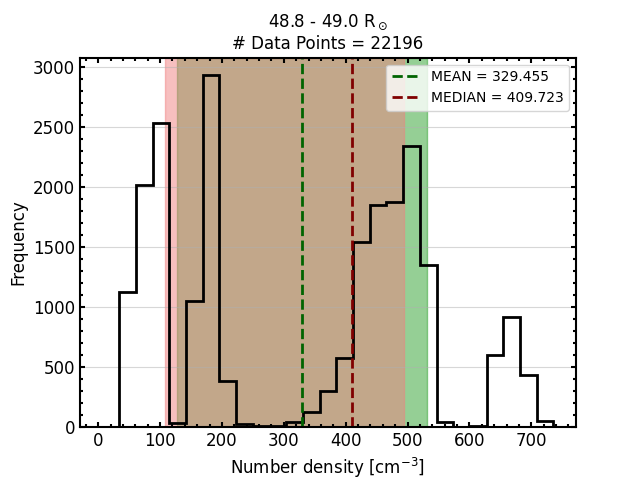 48.8 - 49.0 R⊙
# Data Points = 22196
MEAN = 329.455
MEDIAN = 409.723
Frequency
3000
2500
2000
1500
1000
500
0
0 100 200 300 400 500 600 700
Number density [cm⁻³]